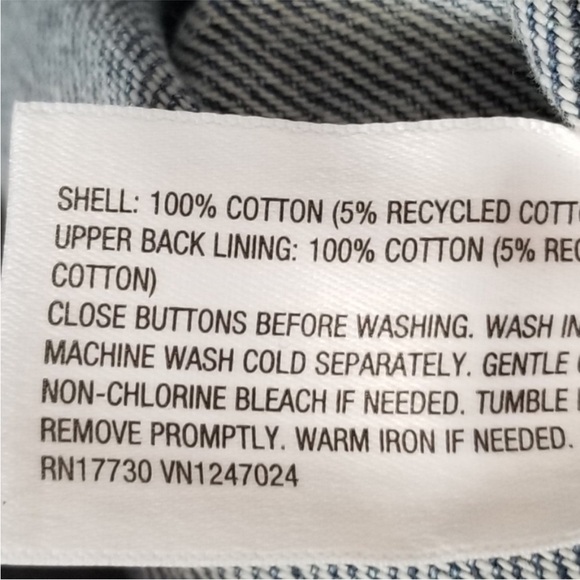 SHELL: 100% COTTON (5% RECYCLED COTT
UPPER BACK LINING: 100% COTTON (5% REC
COTTON)
CLOSE BUTTONS BEFORE WASHING. WASH IN
MACHINE WASH COLD SEPARATELY. GENTLE
NON-CHLORINE BLEACH IF NEEDED. TUMBLE
REMOVE PROMPTLY. WARM IRON IF NEEDED.
RN17730 VN1247024